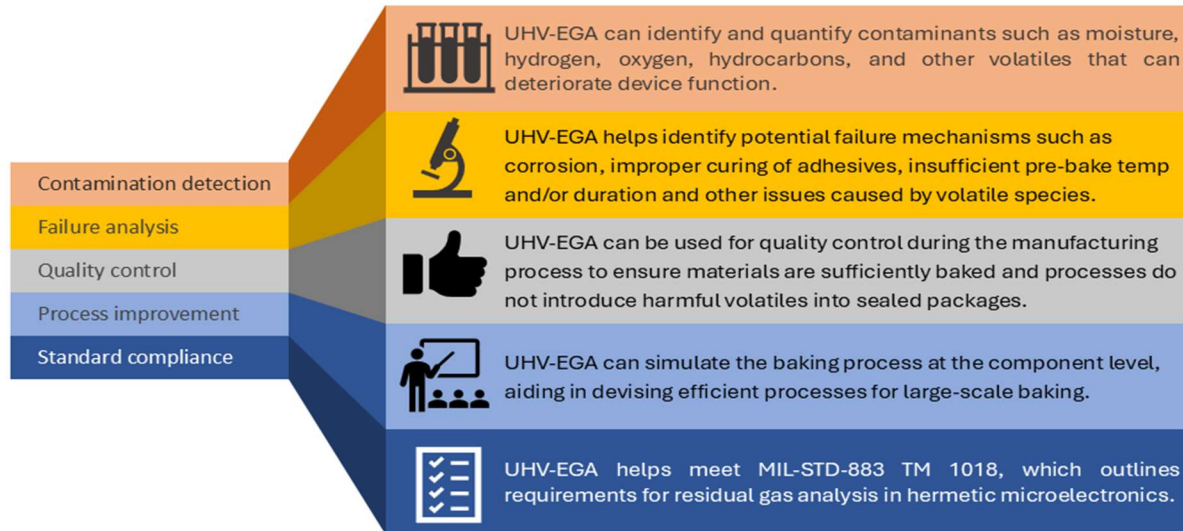 UHV-EGA can identify and quantify contaminants such as moisture,
hydrogen, oxygen, hydrocarbons, and other volatiles that can
deteriorate device function.
UHV-EGA helps identify potential failure mechanisms such as
corrosion, improper curing of adhesives, insufficient pre-bake temp
and/or duration and other issues caused by volatile species.
Contamination detection
Failure analysis
Quality control
Process improvement
Standard compliance
UHV-EGA can be used for quality control during the manufacturing
process to ensure materials are sufficiently baked and processes do
not introduce harmful volatiles into sealed packages.
UHV-EGA can simulate the baking process at the component level,
aiding in devising efficient processes for large-scale baking.
UHV-EGA helps meet MIL-STD-883 TM 1018, which outlines
requirements for residual gas analysis in hermetic microelectronics.